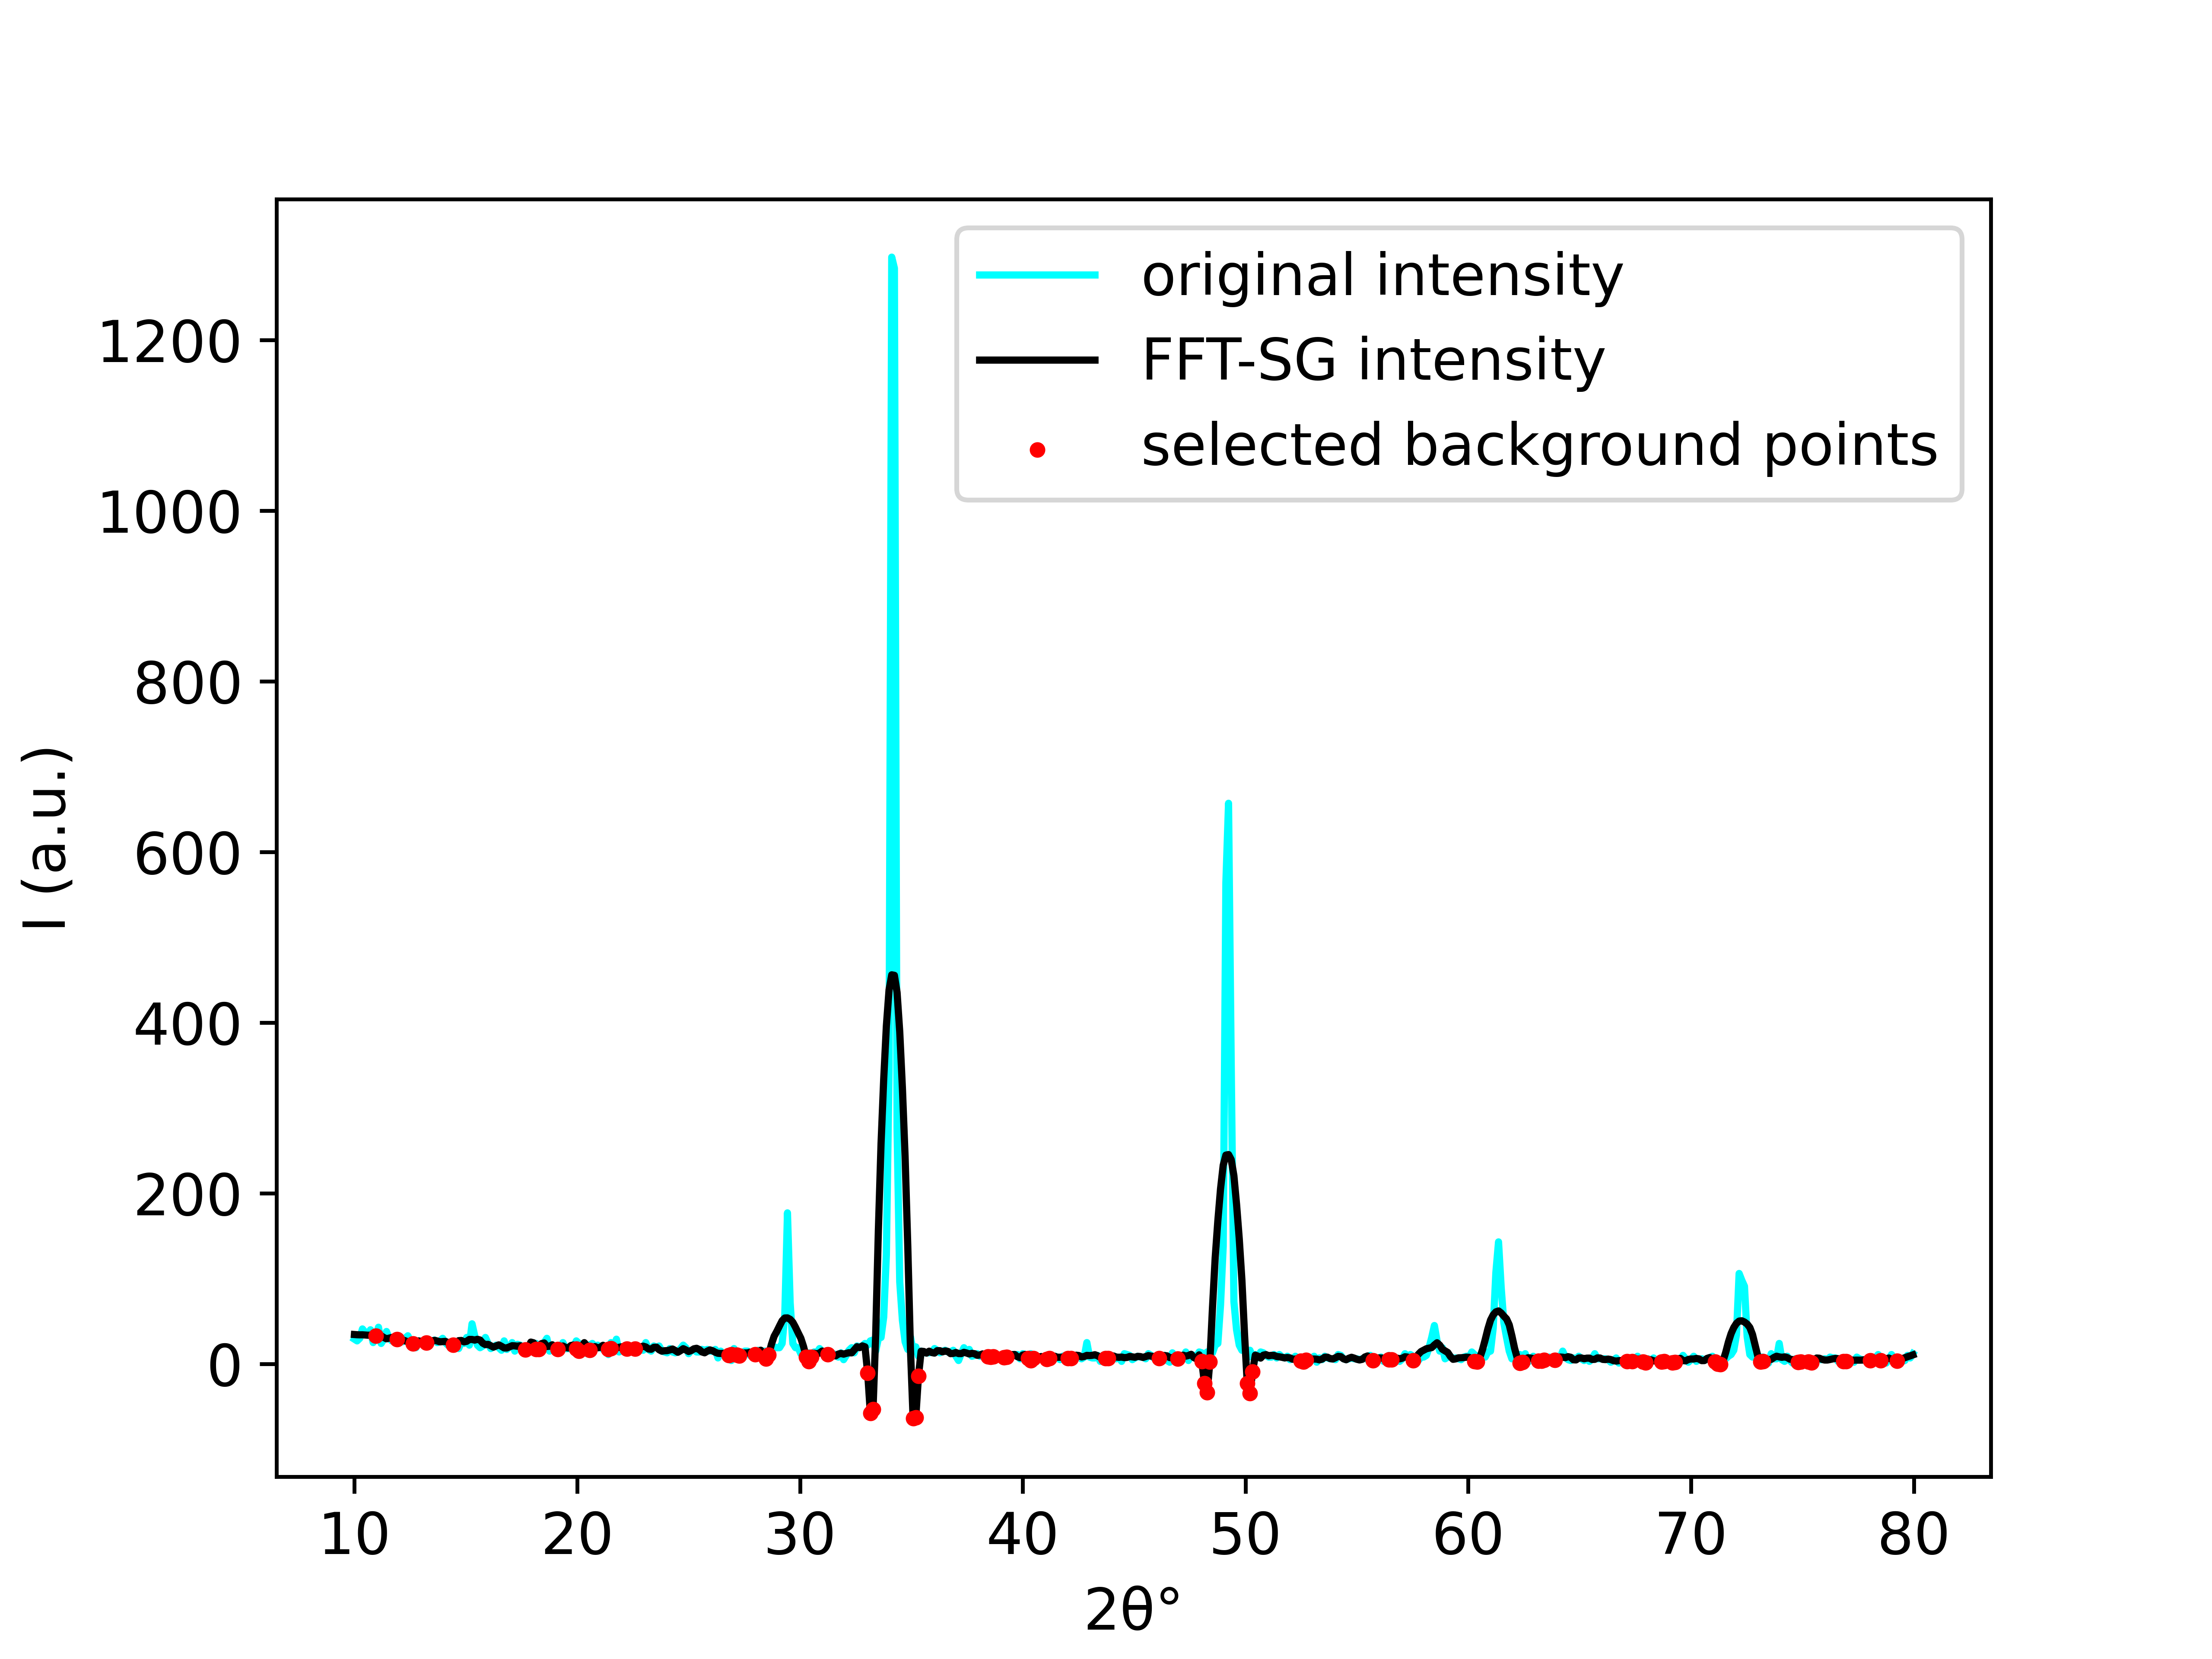 original intensity
FFT-SG intensity
selected background points
1200
1000
800
600
400
200
0
I (a.u.)
10 20 30 40 50 60 70 80
2θ°